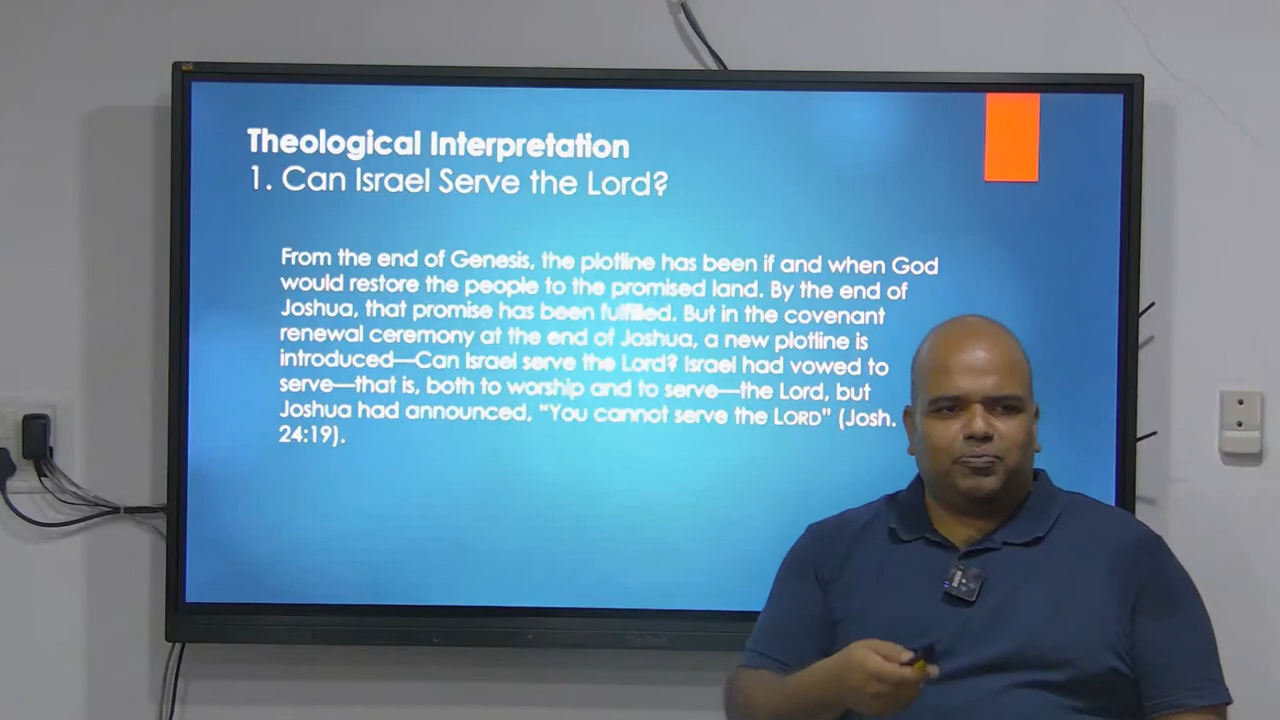 Theological Interpretation
1. Can Israel Serve the Lord?
From the end of Genesis, the plotline has been if and when God
would restore the people to the promised land. By the end of
Joshua, that promise has been fulfilled. But in the covenant
renewal ceremony at the end of Joshua, a new plotline is
introduced—Can Israel serve the Lord? Israel had vowed to
serve—that is, both to worship and to serve—the Lord, but
Joshua had announced, “You cannot serve the LORD” (Josh.
24:19).